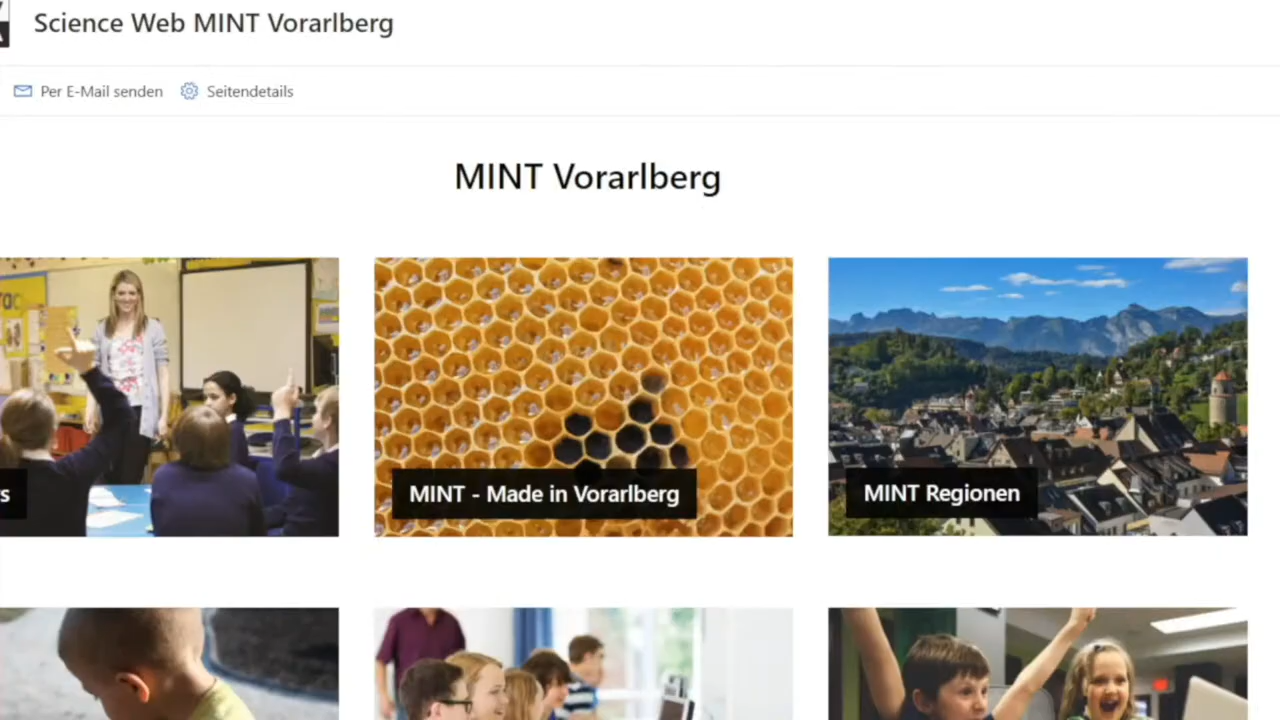 Science Web MINT Vorarlberg
Per E-Mail senden
Seitendetails
MINT Vorarlberg
MINT - Made in Vorarlberg
MINT Regionen